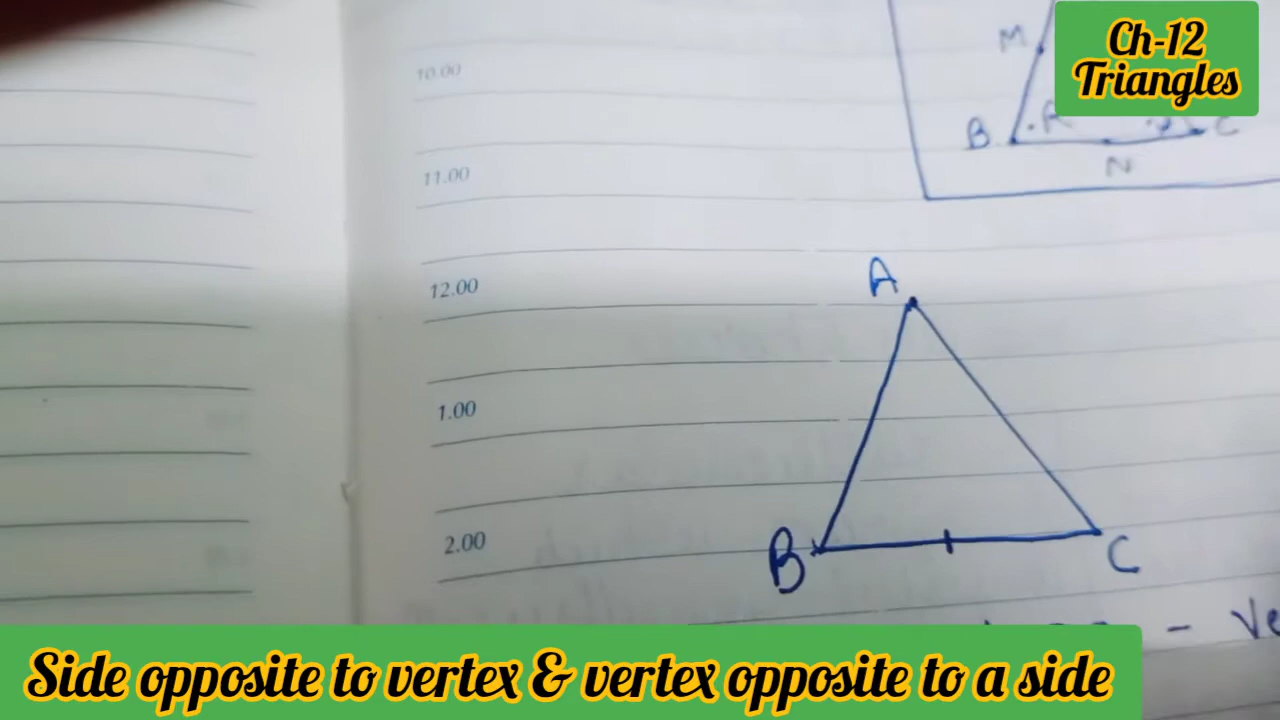 10.00
11.00
12.00
1.00
2.00
M
B
N
C
A
B
C
Ch-12
Triangles
Side opposite to vertex & vertex opposite to a side